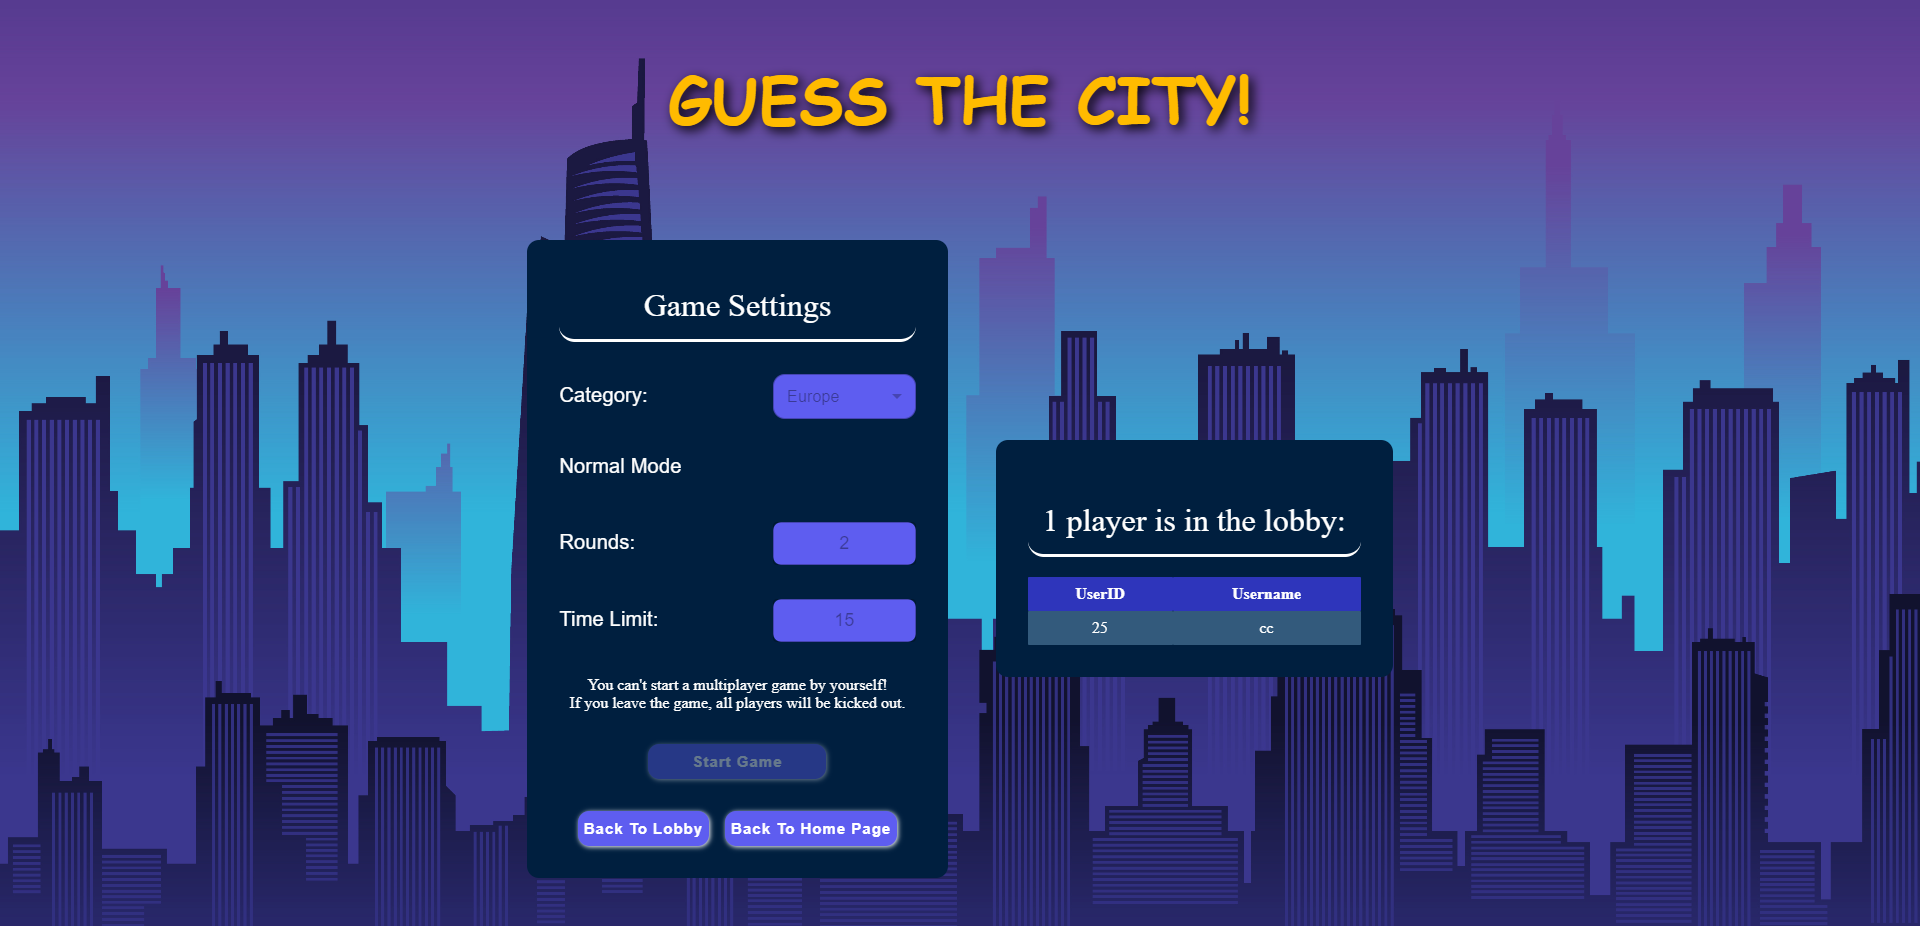 GUESS THE CITY!
Game Settings
Category: Europe
Normal Mode
Rounds: 2
Time Limit: 15
You can't start a multiplayer game by yourself!
If you leave the game, all players will be kicked out.
Start Game
Back To Lobby Back To Home Page
1 player is in the lobby:
UserID Username
25 cc